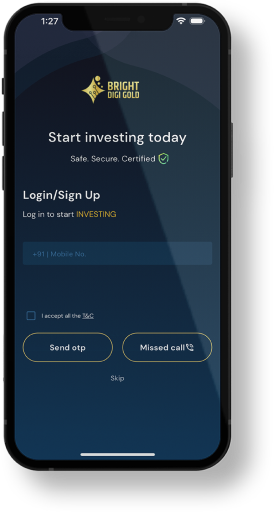 1:27
BRIGHT
DIGI GOLD
Start investing today
Safe. Secure. Certified
Login/Sign Up
Log in to start INVESTING
+91 | Mobile No.
I accept all the T&C
Send otp
Missed call
Skip